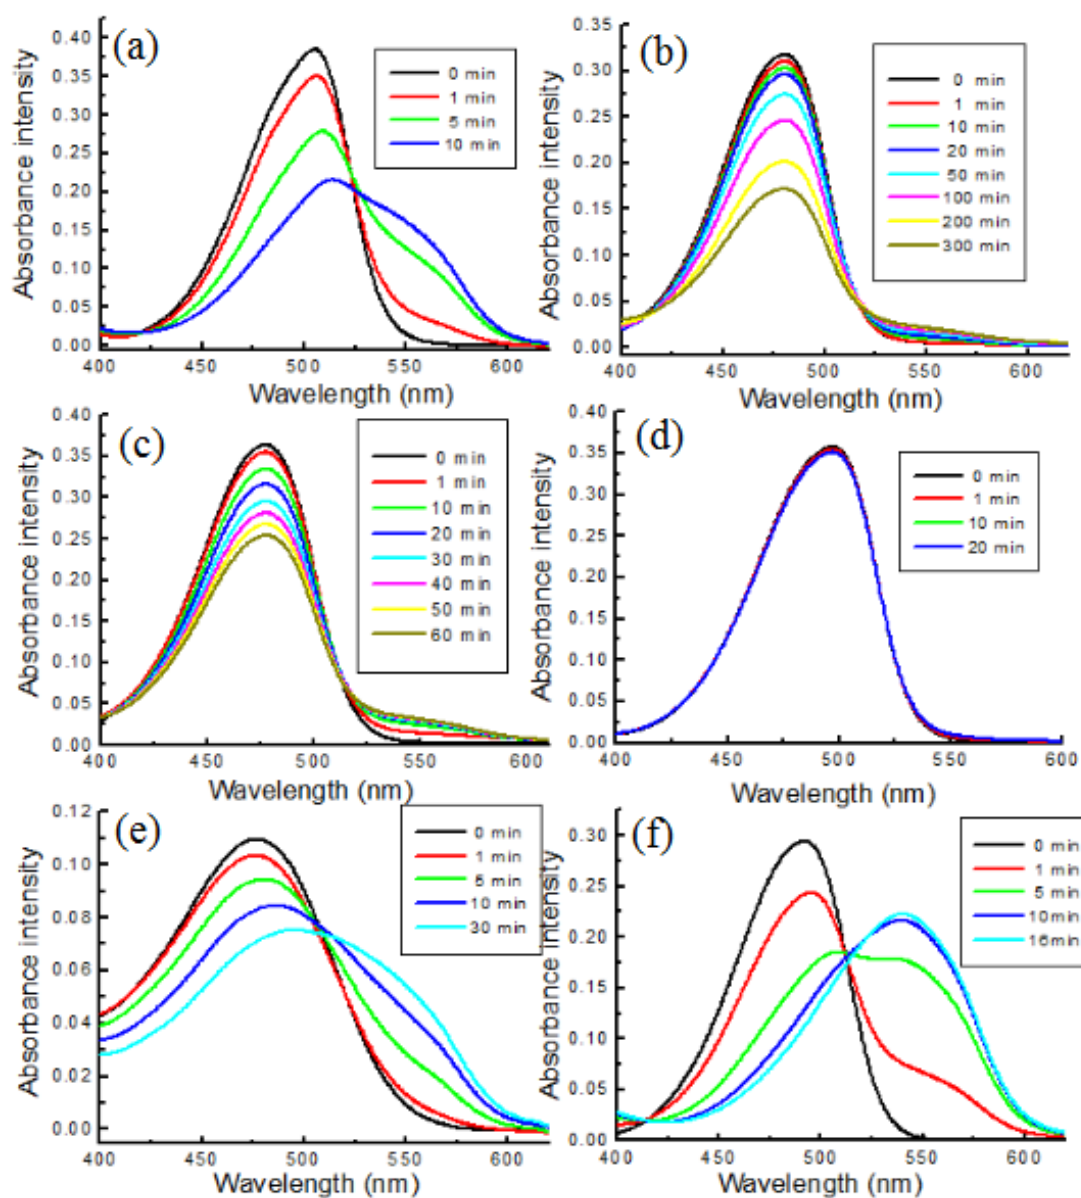 (a)
0.40
0.35
0.30
0.25
0.20
0.15
0.10
0.05
0.00
Absorbance intensity
0 min
1 min
5 min
10 min
400 450 500 550 600
Wavelength (nm)
(b)
0.35
0.30
0.25
0.20
0.15
0.10
0.05
0.00
Absorbance intensity
0 min
1 min
10 min
20 min
50 min
100 min
200 min
300 min
400 450 500 550 600
Wavelength (nm)
(c)
0.40
0.35
0.30
0.25
0.20
0.15
0.10
0.05
0.00
Absorbance intensity
0 min
1 min
10 min
20 min
30 min
40 min
50 min
60 min
400 450 500 550 600
Wavelength (nm)
(d)
0.40
0.35
0.30
0.25
0.20
0.15
0.10
0.05
0.00
Absorbance intensity
0 min
1 min
10 min
20 min
400 450 500 550 600
Wavelength (nm)
(e)
0.12
0.10
0.08
0.06
0.04
0.02
0.00
Absorbance intensity
0 min
1 min
5 min
10 min
30 min
400 450 500 550 600
Wavelength (nm)
(f)
0.30
0.25
0.20
0.15
0.10
0.05
0.00
Absorbance intensity
0 min
1 min
5 min
10min
16min
400 450 500 550 600
Wavelength (nm)